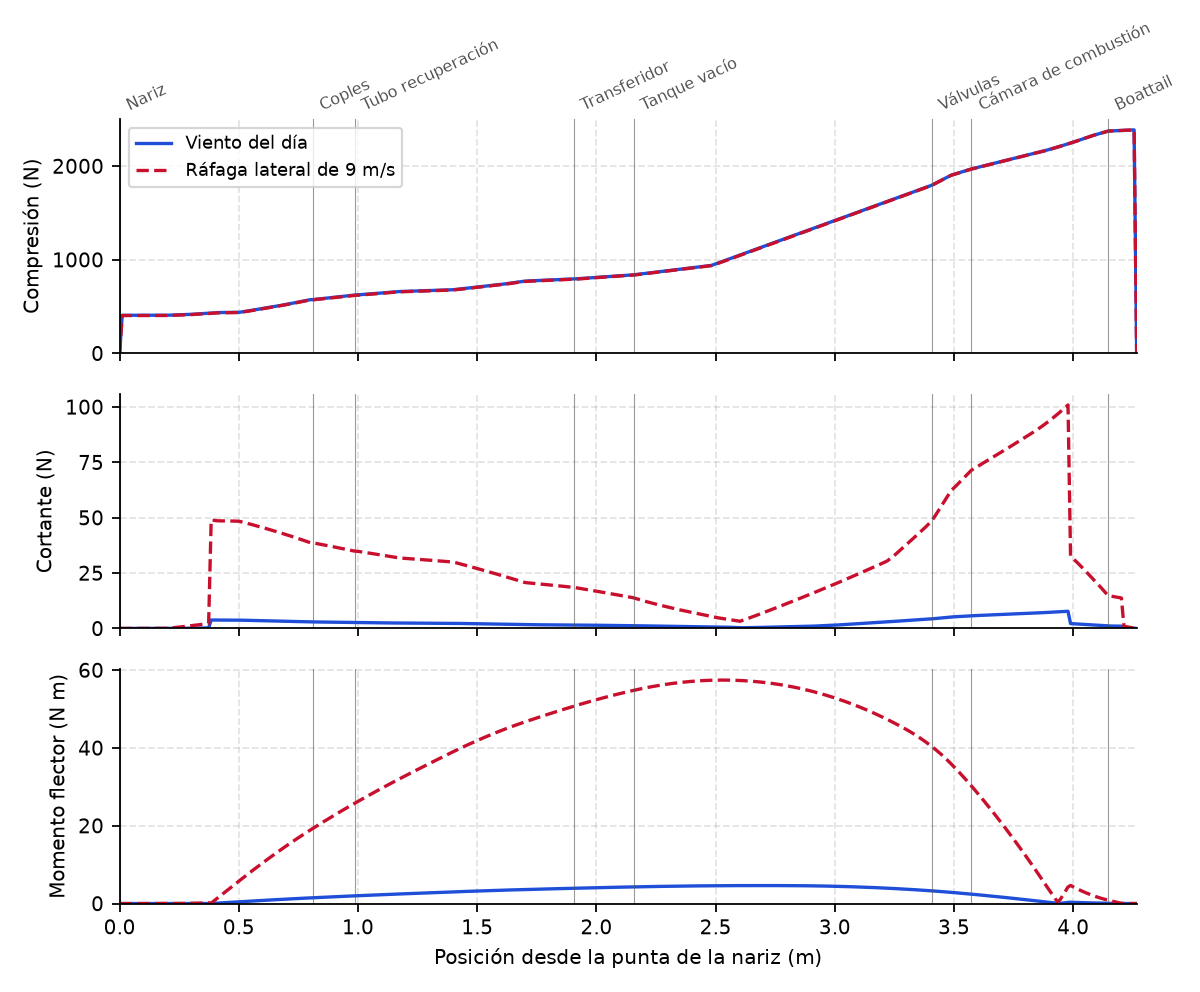 Nariz
Coples
Tubo recuperación
Transferidor
Tanque vacío
Válvulas
Cámara de combustión
Boattail
Viento del día
Ráfaga lateral de 9 m/s
Compresión (N)
2000
1000
0
Cortante (N)
100
75
50
25
0
Momento flector (N m)
60
40
20
0
0.0 0.5 1.0 1.5 2.0 2.5 3.0 3.5 4.0
Posición desde la punta de la nariz (m)